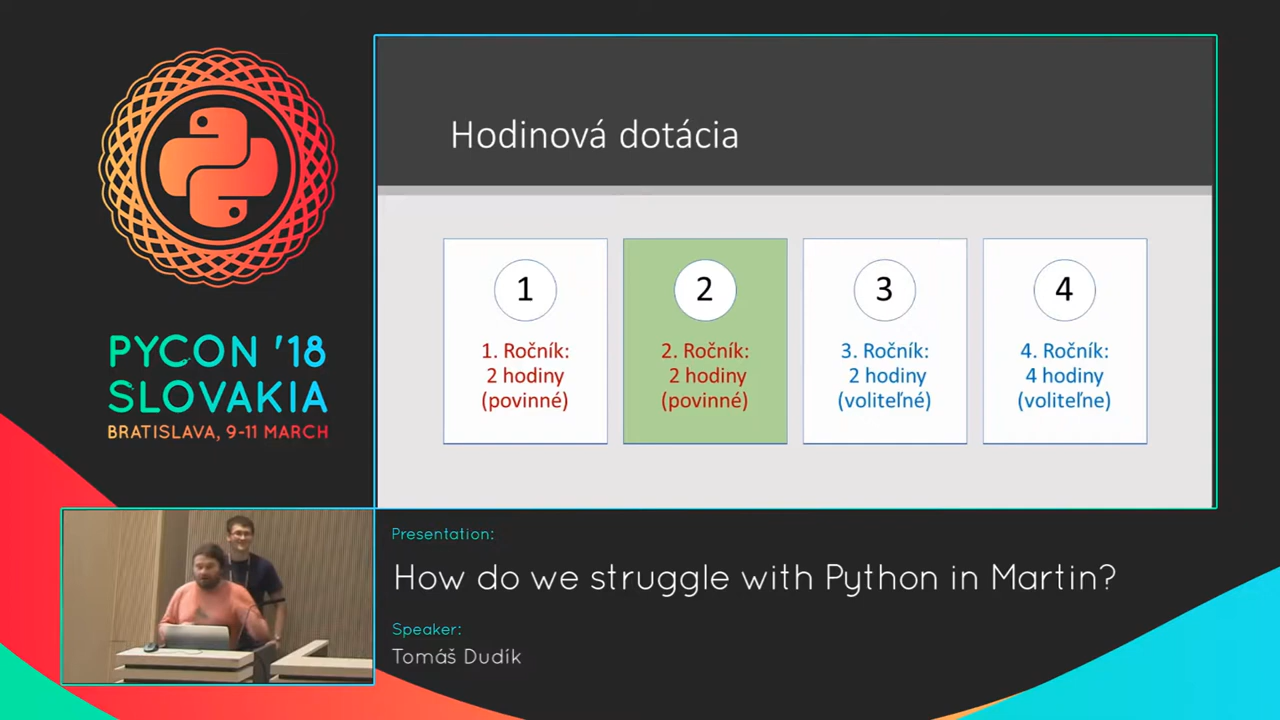 PYCON '18
SLOVAKIA
BRATISLAVA, 9-11 MARCH
Hodinová dotácia
1
1. Ročník:
2 hodiny
(povinné)
2
2. Ročník:
2 hodiny
(povinné)
3
3. Ročník:
2 hodiny
(voliteľné)
4
4. Ročník:
4 hodiny
(voliteľne)
Presentation:
How do we struggle with Python in Martin?
Speaker:
Tomáš Dudík